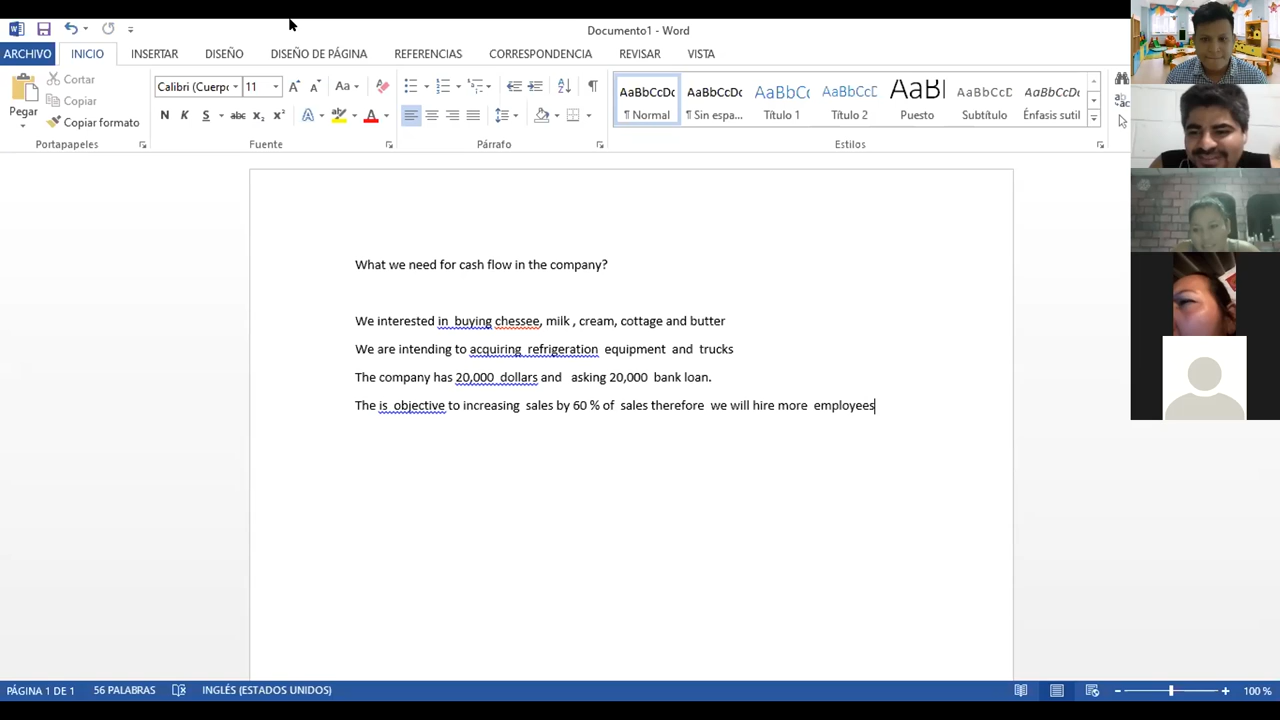 Documento1 - Word
ARCHIVO INICIO INSERTAR DISEÑO DISEÑO DE PÁGINA REFERENCIAS CORRESPONDENCIA REVISAR VISTA
Pegar
Cortar
Copiar
Copiar formato
Portapapeles
Calibri (Cuerpo 11
Aa
N K S abc x₂ x² A A
Fuente
Párrafo
AaBbCcDc AaBbCcDc AaBbCc AaBbCcD AaBl AaBbCcD AaBbCcDc
¶ Normal ¶ Sin espa... Título 1 Título 2 Puesto Subtítulo Énfasis sutil
Estilos
What we need for cash flow in the company?
We interested in buying chessee, milk , cream, cottage and butter
We are intending to acquiring refrigeration equipment and trucks
The company has 20,000 dollars and asking 20,000 bank loan.
The is objective to increasing sales by 60 % of sales therefore we will hire more employees
PÁGINA 1 DE 1 56 PALABRAS INGLÉS (ESTADOS UNIDOS) 100 %